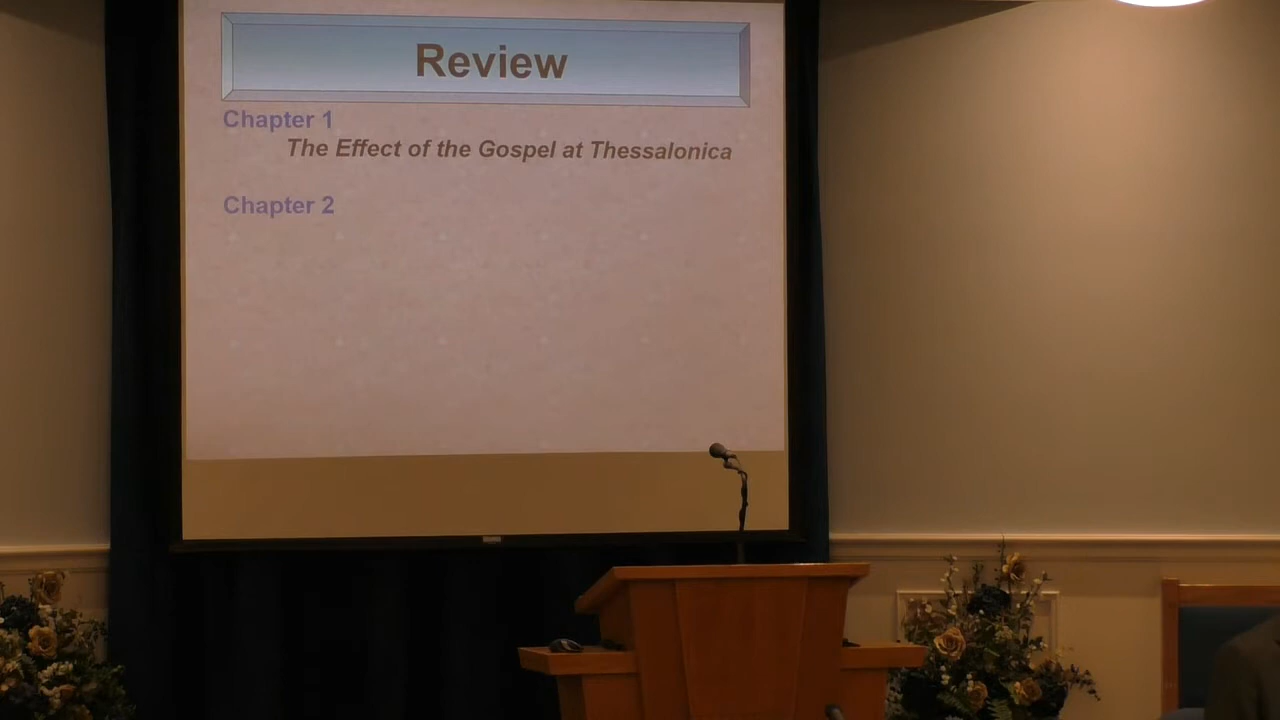 Review
Chapter 1
The Effect of the Gospel at Thessalonica
Chapter 2